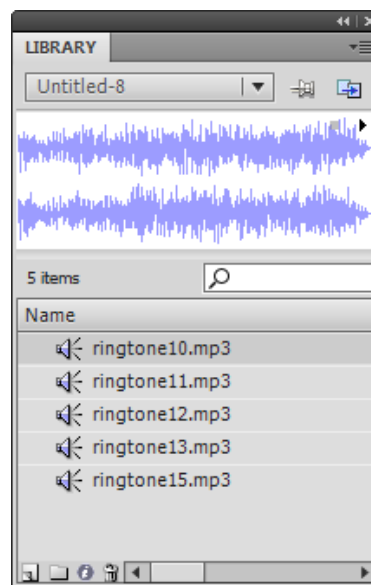 LIBRARY
Untitled-8
5 items
Name
ringtone10.mp3
ringtone11.mp3
ringtone12.mp3
ringtone13.mp3
ringtone15.mp3